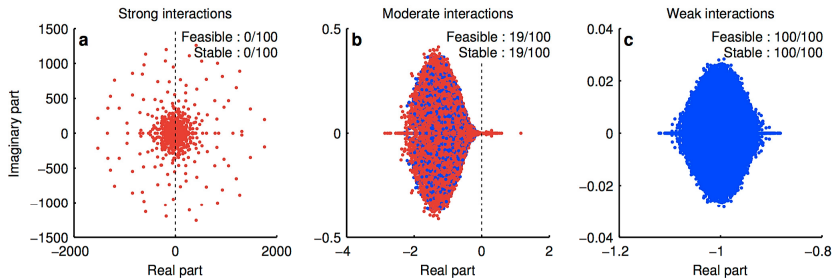 Strong interactions
a
Feasible : 0/100
Stable : 0/100
1500
1000
500
0
−500
−1000
−1500
−2000
0
2000
Imaginary part
Real part
Moderate interactions
b
Feasible : 19/100
Stable : 19/100
0.5
0
−0.5
−4
−2
0
2
Real part
Weak interactions
c
Feasible : 100/100
Stable : 100/100
0.04
0.02
0
−0.02
−0.04
−1.2
−1
−0.8
Real part